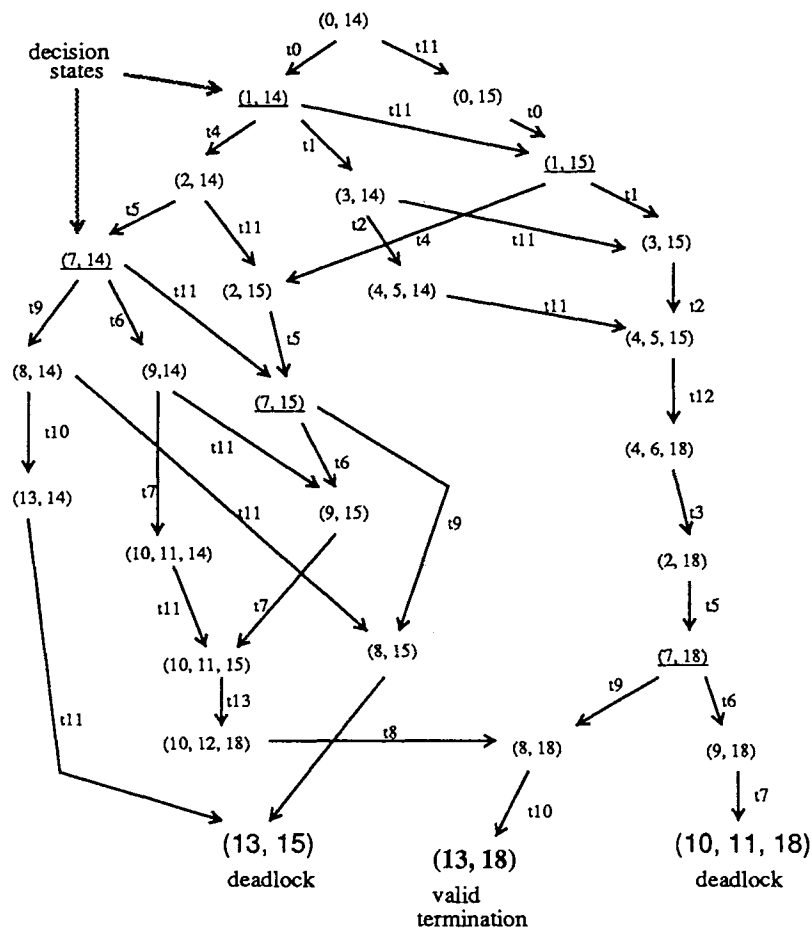 (0, 14)
decision
states
t0
t11
(1, 14)
(0, 15)
t11
t0
t4
t1
(1, 15)
(2, 14)
(3, 14)
t1
t5
t11
t2
t4
t11
(3, 15)
(7, 14)
t11
(2, 15)
(4, 5, 14)
t11
t2
t9
t6
t5
(4, 5, 15)
(8, 14)
(9,14)
(7, 15)
t12
t10
t11
t6
(4, 6, 18)
(13, 14)
t7
t11
(9, 15)
t9
t3
(10, 11, 14)
(2, 18)
t11
t7
t5
(10, 11, 15)
(8, 15)
(7, 18)
t13
t9
t6
t11
(10, 12, 18)
t8
(8, 18)
(9, 18)
t10
t7
(13, 15)
(13, 18)
(10, 11, 18)
deadlock
valid
termination
deadlock